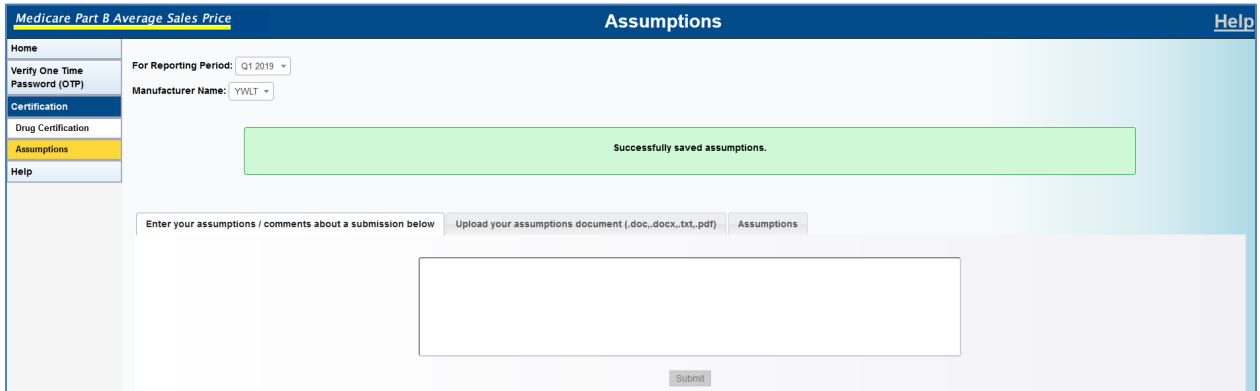 Medicare Part B Average Sales Price
Assumptions
Help
Home
Verify One Time
Password (OTP)
Certification
Drug Certification
Assumptions
Help
For Reporting Period: Q1 2019
Manufacturer Name: YWLT
Successfully saved assumptions.
Enter your assumptions / comments about a submission below
Upload your assumptions document (.doc,.docx,.txt,.pdf)
Assumptions
Submit